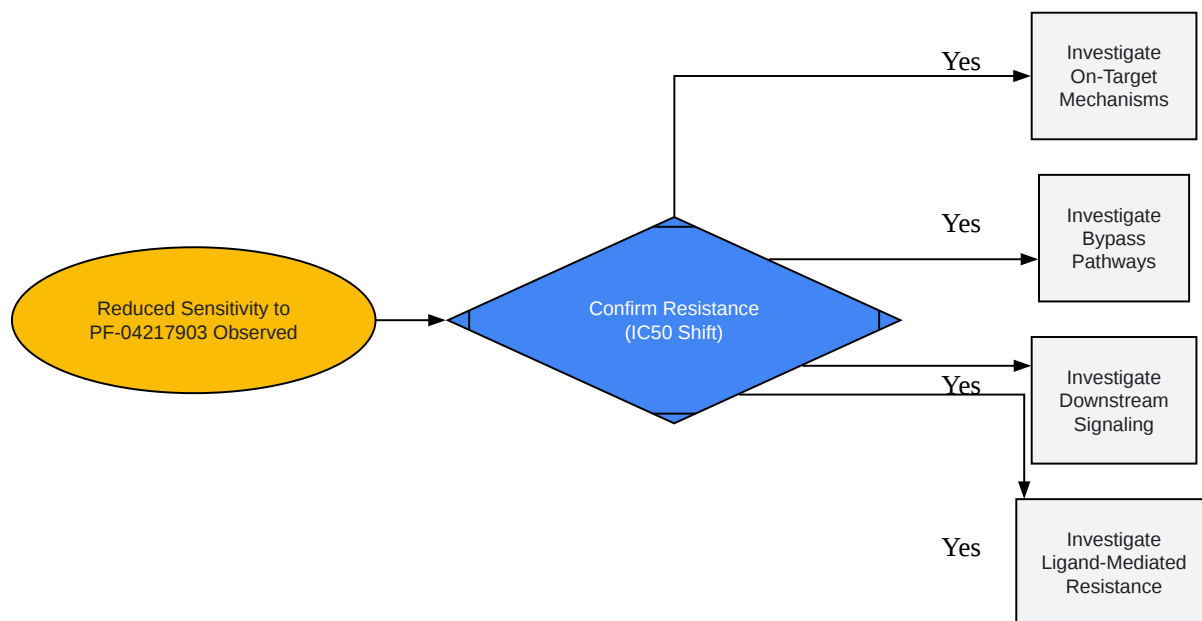 Yes
Investigate
On-Target
Mechanisms
Yes
Investigate
Bypass
Pathways
Reduced Sensitivity to
PF-04217903 Observed
Confirm Resistance
(IC50 Shift)
Yes
Investigate
Downstream
Signaling
Yes
Investigate
Ligand-Mediated
Resistance